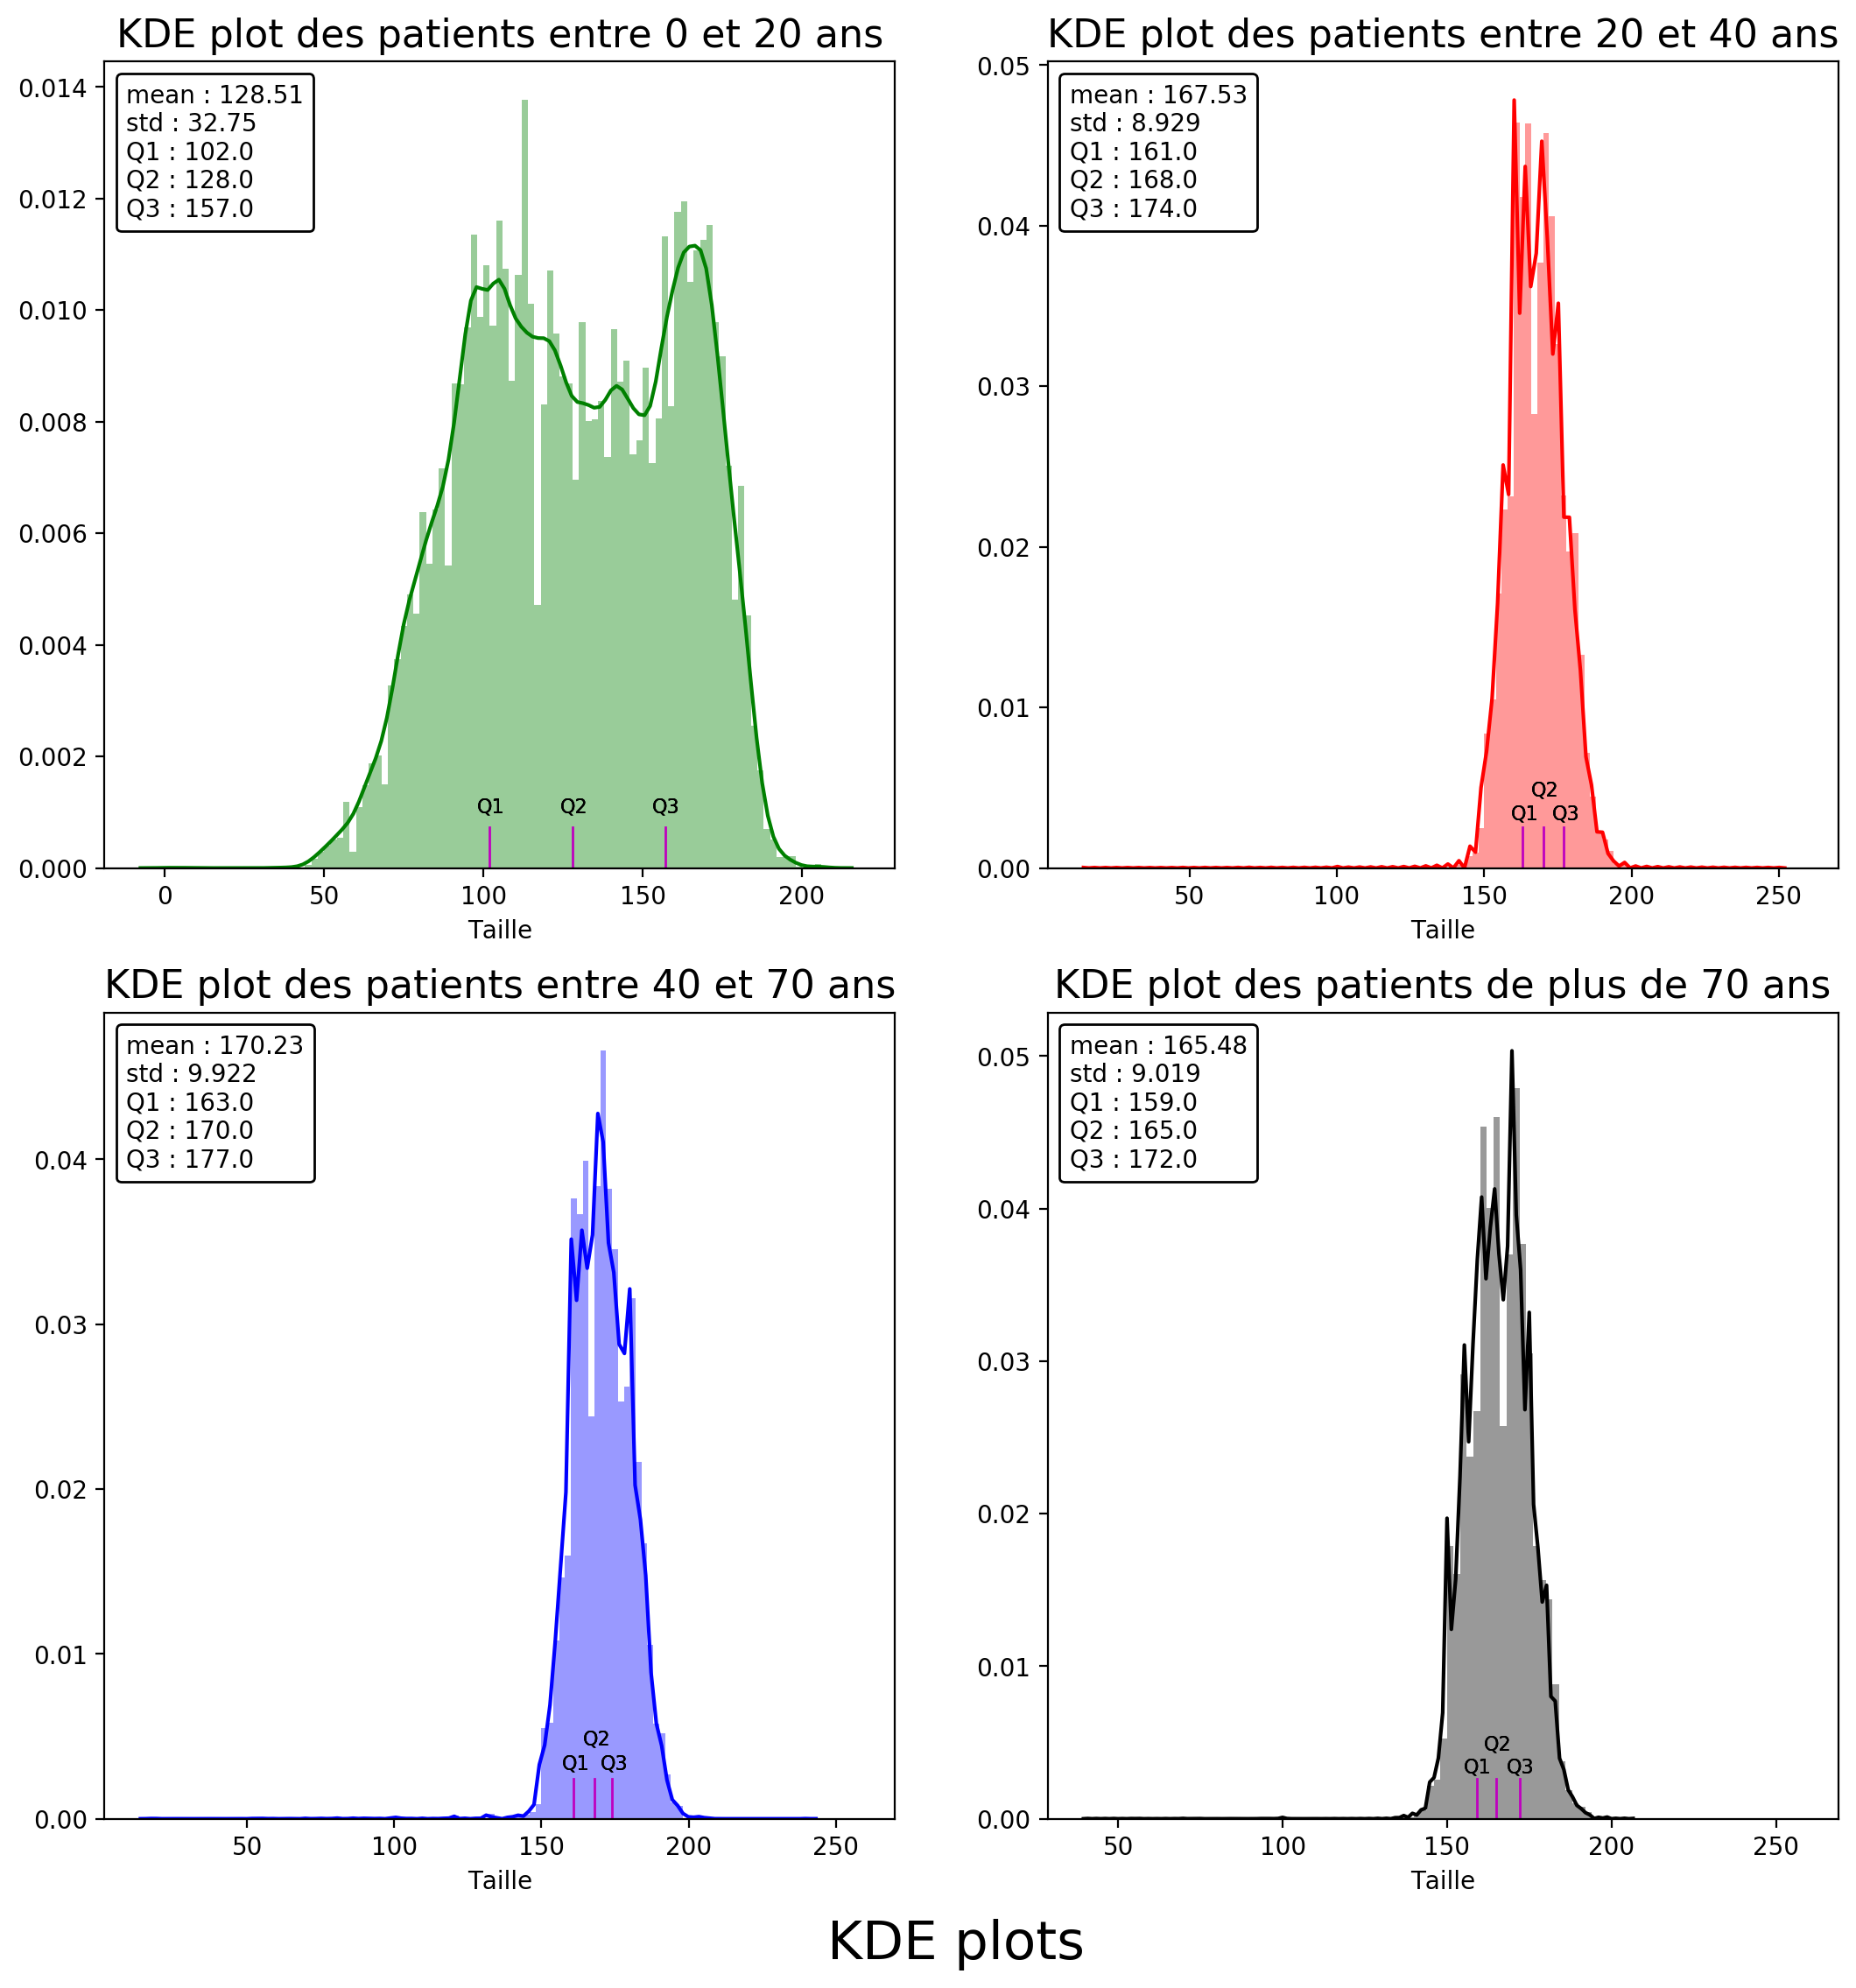 KDE plot des patients entre 0 et 20 ans
mean : 128.51
std : 32.75
Q1 : 102.0
Q2 : 128.0
Q3 : 157.0
0.014
0.012
0.010
0.008
0.006
0.004
0.002
0.000
Q1 Q2 Q3
0 50 100 150 200
Taille
KDE plot des patients entre 20 et 40 ans
mean : 167.53
std : 8.929
Q1 : 161.0
Q2 : 168.0
Q3 : 174.0
0.05
0.04
0.03
0.02
0.01
0.00
Q2
Q1 Q3
50 100 150 200 250
Taille
KDE plot des patients entre 40 et 70 ans
mean : 170.23
std : 9.922
Q1 : 163.0
Q2 : 170.0
Q3 : 177.0
0.04
0.03
0.02
0.01
0.00
Q2
Q1 Q3
50 100 150 200 250
Taille
KDE plot des patients de plus de 70 ans
mean : 165.48
std : 9.019
Q1 : 159.0
Q2 : 165.0
Q3 : 172.0
0.05
0.04
0.03
0.02
0.01
0.00
Q2
Q1 Q3
50 100 150 200 250
Taille
KDE plots